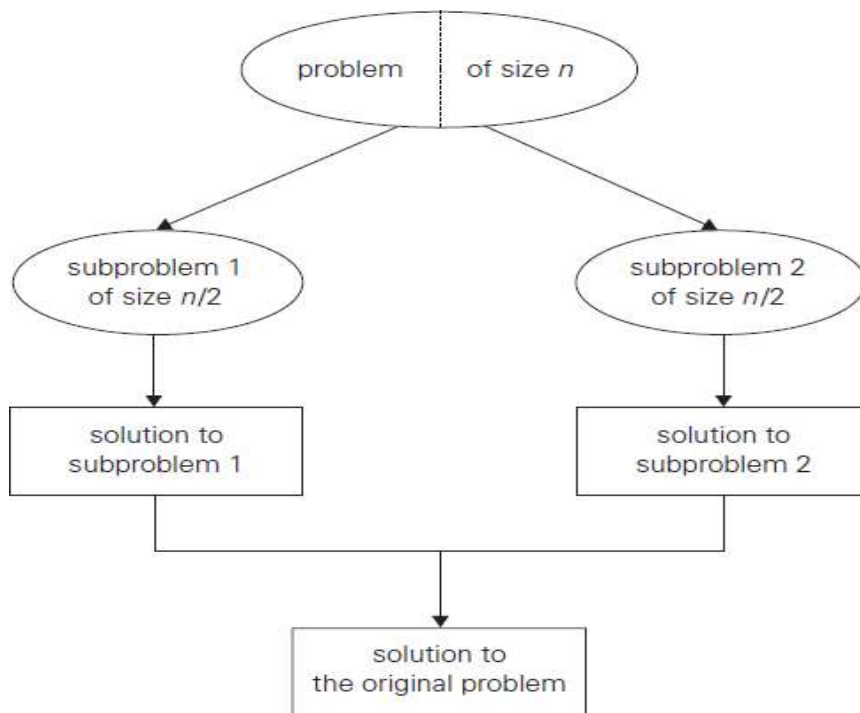 problem of size n
subproblem 1
of size n/2
subproblem 2
of size n/2
solution to
subproblem 1
solution to
subproblem 2
solution to
the original problem